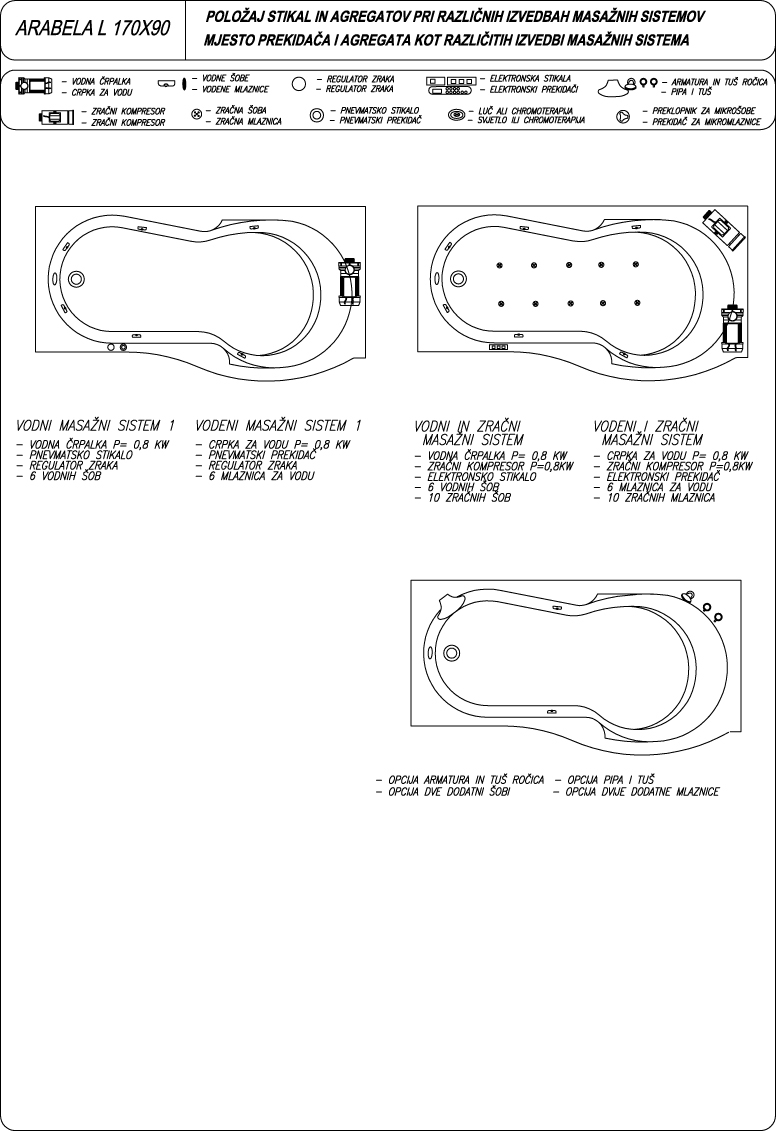 ARABELA L 170X90
POLOŽAJ STIKAL IN AGREGATOV PRI RAZLIČNIH IZVEDBAH MASAŽNIH SISTEMOV
MJESTO PREKIDAČA I AGREGATA KOT RAZLIČITIH IZVEDBI MASAŽNIH SISTEMA
- VODNA ČRPALKA
- CRPKA ZA VODU
- VODNE ŠOBE
- VODENE MLAZNICE
- REGULATOR ZRAKA
- REGULATOR ZRAKA
- ELEKTRONSKA STIKALA
- ELEKTRONSKI PREKIDAČI
- ARMATURA IN TUŠ ROČICA
- PIPA I TUŠ
- ZRAČNI KOMPRESOR
- ZRAČNI KOMPRESOR
- ZRAČNA ŠOBA
- ZRAČNA MLAZNICA
- PNEVMATSKO STIKALO
- PNEVMATSKI PREKIDAČ
- LUČ ALI CHROMOTERAPIJA
- SVJETLO ILI CHROMOTERAPIJA
- PREKLOPNIK ZA MIKROŠOBE
- PREKIDAČ ZA MIKROMLAZNICE
VODNI MASAŽNI SISTEM 1
- VODNA ČRPALKA P= 0,8 KW
- PNEVMATSKO STIKALO
- REGULATOR ZRAKA
- 6 VODNIH ŠOB
VODENI MASAŽNI SISTEM 1
- CRPKA ZA VODU P= 0,8 KW
- PNEVMATSKI PREKIDAČ
- REGULATOR ZRAKA
- 6 MLAZNICA ZA VODU
VODNI IN ZRAČNI
MASAŽNI SISTEM
- VODNA ČRPALKA P= 0,8 KW
- ZRAČNI KOMPRESOR P=0,8KW
- ELEKTRONSKO STIKALO
- 6 VODNIH ŠOB
- 10 ZRAČNIH ŠOB
VODENI I ZRAČNI
MASAŽNI SISTEM
- CRPKA ZA VODU P= 0,8 KW
- ZRAČNI KOMPRESOR P=0,8KW
- ELEKTRONSKI PREKIDAČ
- 6 MLAZNICA ZA VODU
- 10 ZRAČNIH MLAZNICA
- OPCIJA ARMATURA IN TUŠ ROČICA
- OPCIJA DVE DODATNI ŠOBI
- OPCIJA PIPA I TUŠ
- OPCIJA DVIJE DODATNE MLAZNICE